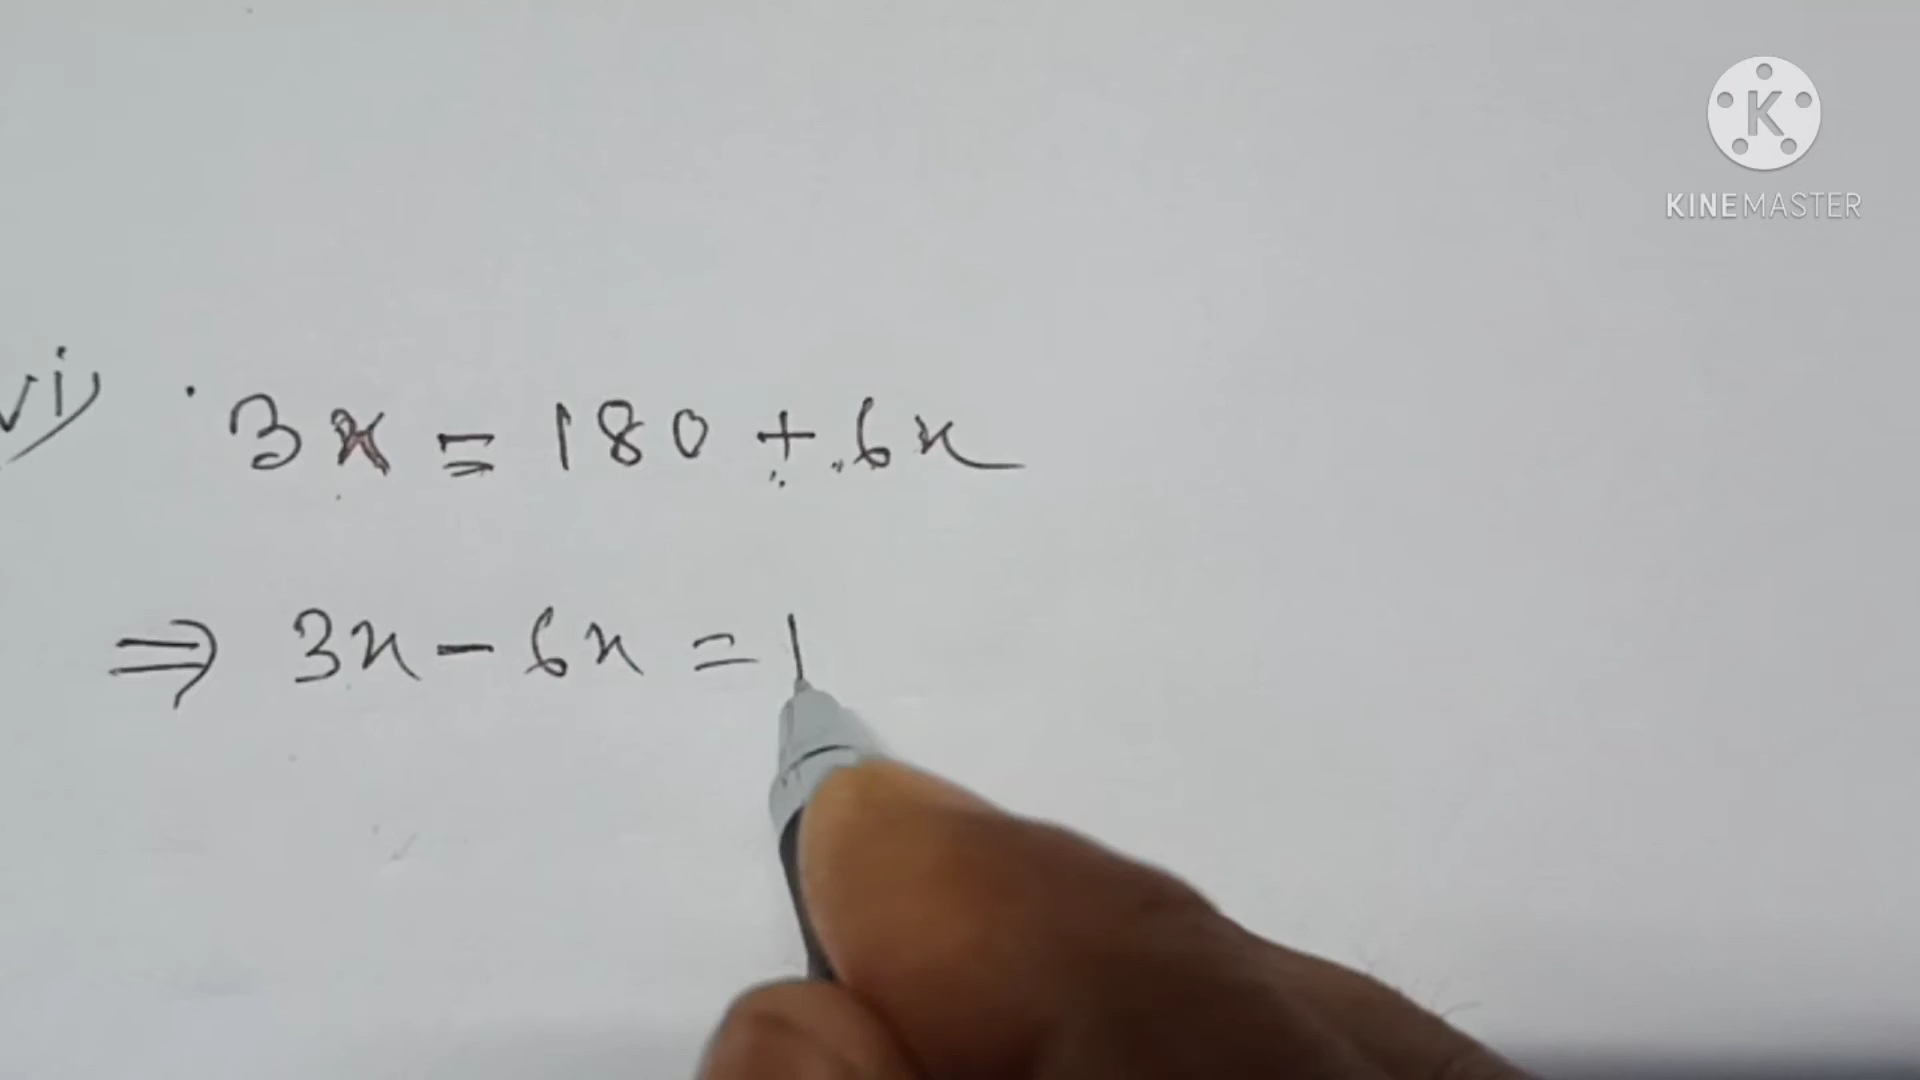 K
KINEMASTER
vi) 3x = 180 + 6x
⇒ 3x - 6x = 1